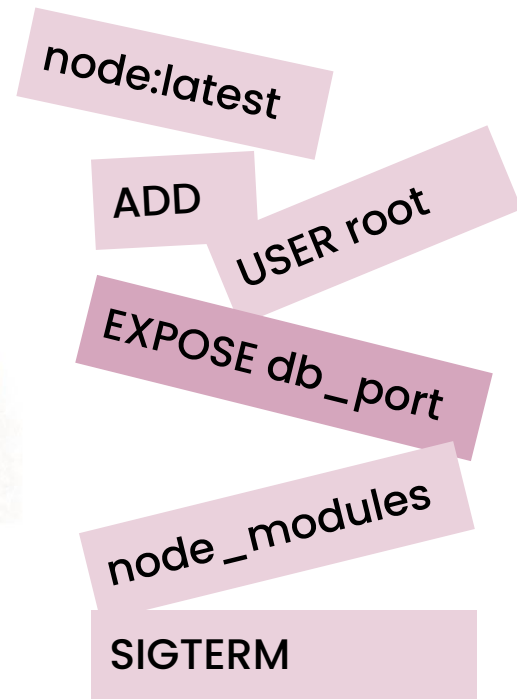 node:latest
ADD
USER root
EXPOSE db_port
node_modules
SIGTERM